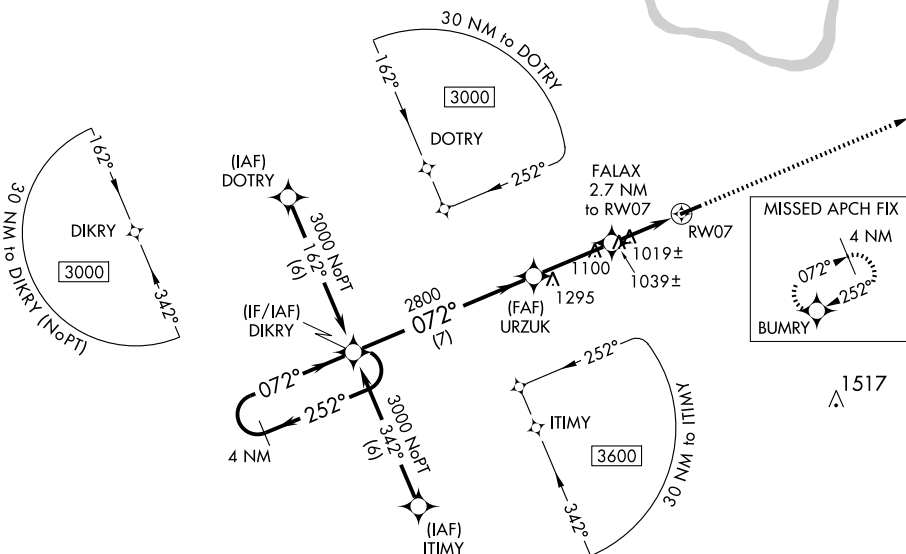 30 NM to DOTRY
162°
3000
DOTRY
252°
162°
30 NM to DIKRY (NoPT)
DIKRY
3000
342°
(IAF)
DOTRY
3000 NoPT
162°
(6)
FALAX
2.7 NM
to RW07
RW07
1019±
1100
1039±
1295
(FAF)
URZUK
2800
072°
(7)
(IF/IAF)
DIKRY
072°
252°
4 NM
3000 NoPT
342°
(6)
(IAF)
ITIMY
252°
ITIMY
3600
30 NM to ITIMY
342°
MISSED APCH FIX
4 NM
072°
252°
BUMRY
1517